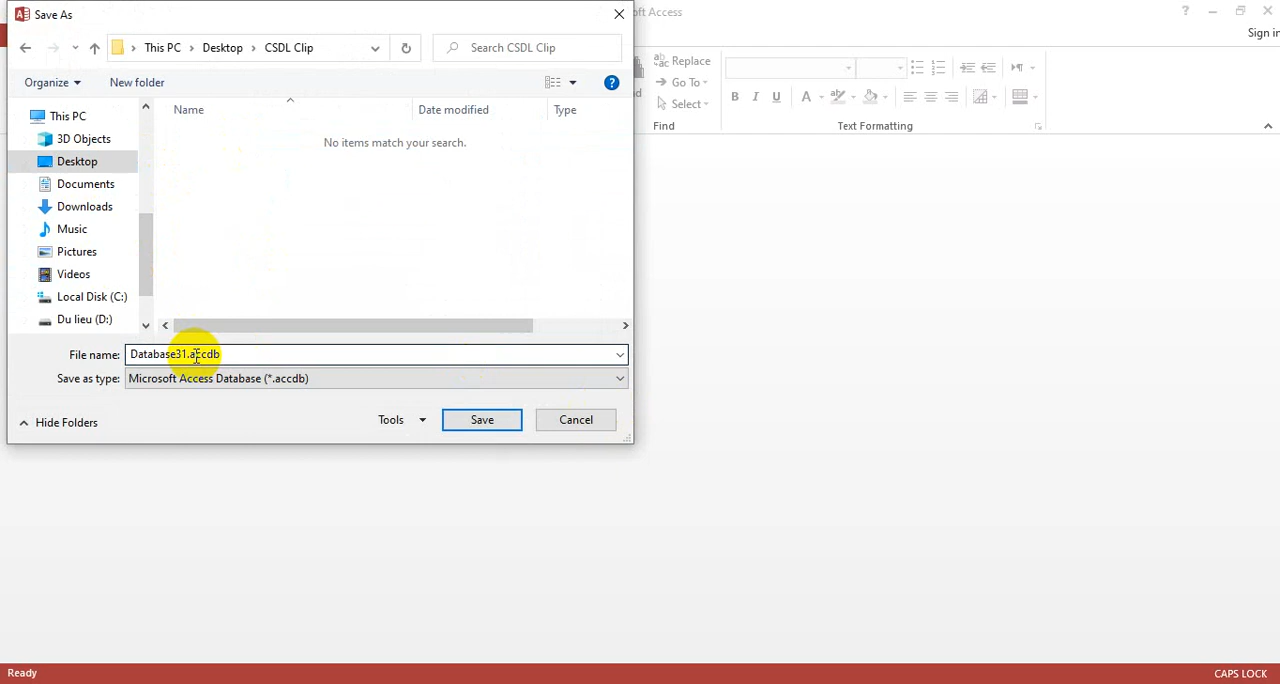 Save As
oft Access
Sign in
This PC > Desktop > CSDL Clip
Search CSDL Clip
Organize
New folder
Replace
Go To
Select
Find
B I U A
Text Formatting
This PC
3D Objects
Desktop
Documents
Downloads
Music
Pictures
Videos
Local Disk (C:)
Du lieu (D:)
Name Date modified Type
No items match your search.
File name: Database31.accdb
Save as type: Microsoft Access Database (*.accdb)
Hide Folders
Tools
Save
Cancel
Ready
CAPS LOCK